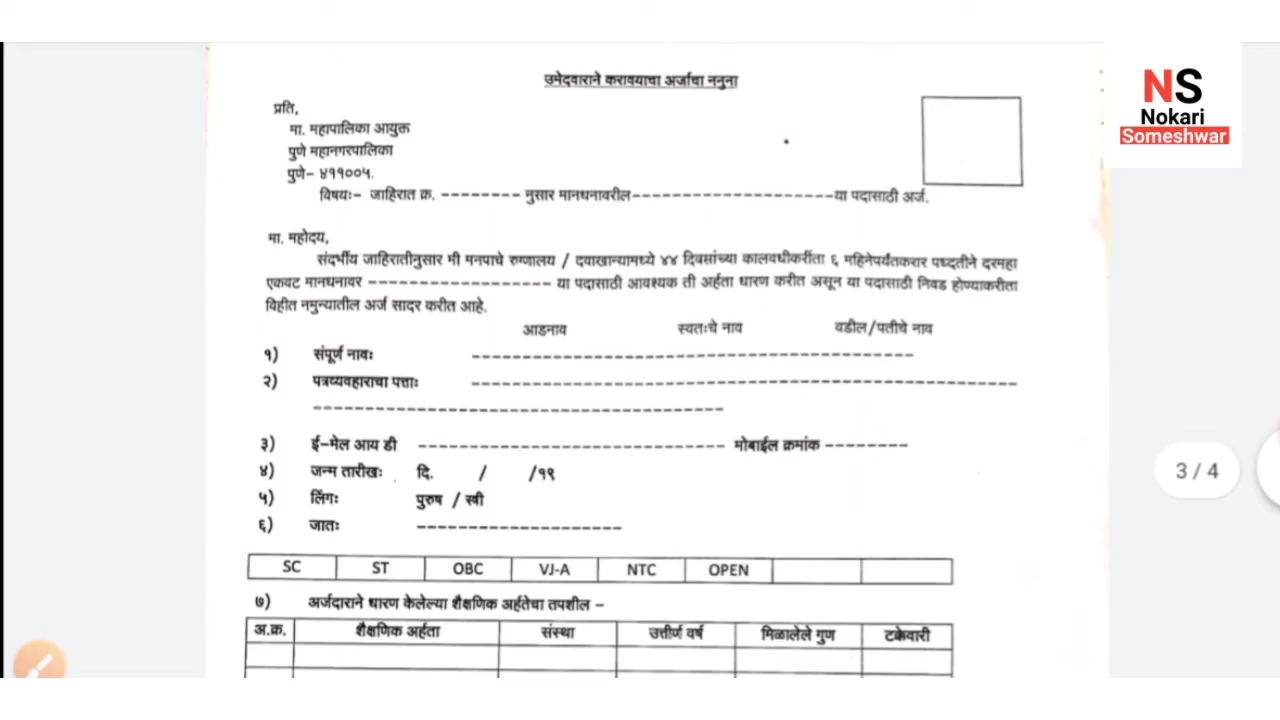 उमेदवाराने करावयाचा अर्जाचा नमुना
प्रति,
मा. महापालिका आयुक्त
पुणे महानगरपालिका
पुणे- ४११००५.
विषयः- जाहिरात क्र. --------- नुसार मानधनावरील----------------------या पदासाठी अर्ज.
मा. महोदय,
संदर्भीय जाहिरातीनुसार मी मनपाचे रुग्णालय / दवाखान्यामध्ये ४४ दिवसांच्या कालवधीकरींता ६ महिनेपर्यंतकरार पध्दतीने दरमहा
एकवट मानधनावर -------------------- या पदासाठी आवश्यक ती अर्हता धारण करीत असून या पदासाठी निवड होण्याकरीता
विहीत नमुन्यातील अर्ज सादर करीत आहे.
आडनाव स्वतःचे नाव वडील/पतीचे नाव
१) संपूर्ण नावः ------------------------------------------------
२) पत्रव्यवहाराचा पत्ताः ------------------------------------------------------------
---------------------------------------------
३) ई-मेल आय डी ---------------------------------- मोबाईल क्रमांक ---------
४) जन्म तारीखः दि. / /१९
५) लिंगः पुरुष / स्त्री
६) जातः ----------------------
SC ST OBC VJ-A NTC OPEN
७) अर्जदाराने धारण केलेल्या शैक्षणिक अर्हतेचा तपशील -
अ.क्र. शैक्षणिक अर्हता संस्था उत्तीर्ण वर्ष मिळालेले गुण टक्केवारी
NS
Nokari
Someshwar
3 / 4